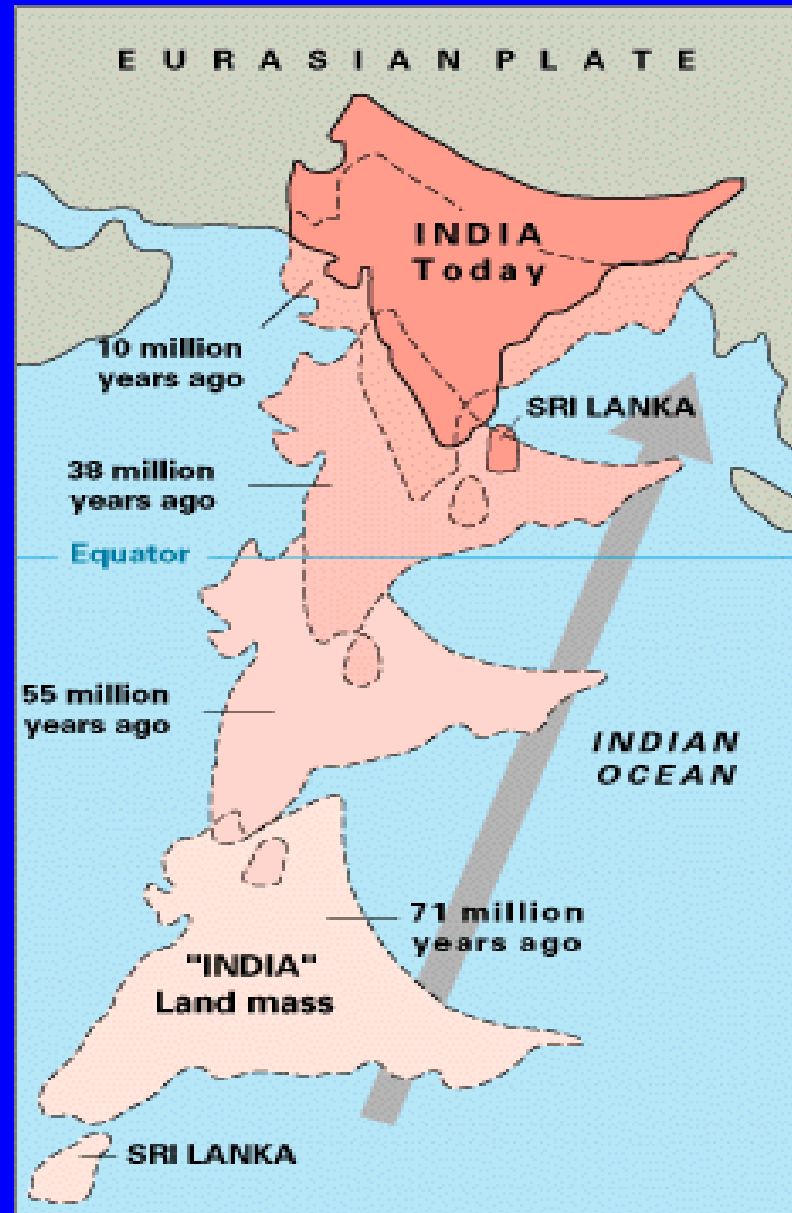 EURASIAN PLATE
INDIA
Today
10 million
years ago
SRI LANKA
38 million
years ago
Equator
55 million
years ago
INDIAN
OCEAN
71 million
years ago
"INDIA"
Land mass
SRI LANKA